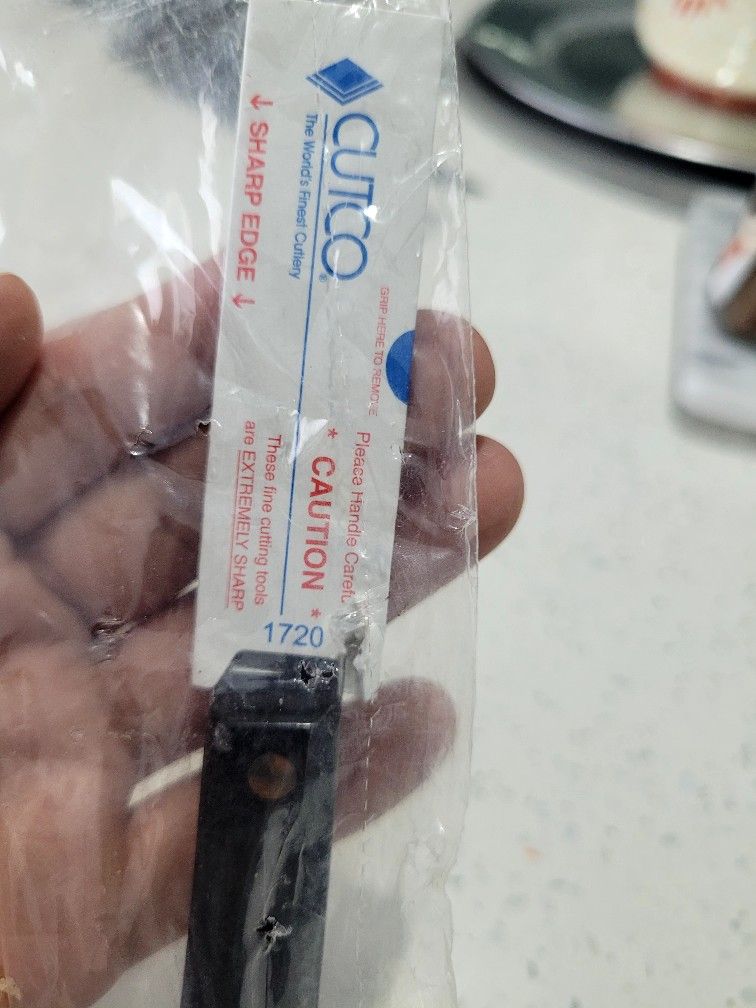 CUTCO®
The World's Finest Cutlery
↓ SHARP EDGE ↓
GRIP HERE TO REMOVE
Please Handle Carefu
* CAUTION *
These fine cutting tools
are EXTREMELY SHARP
1720